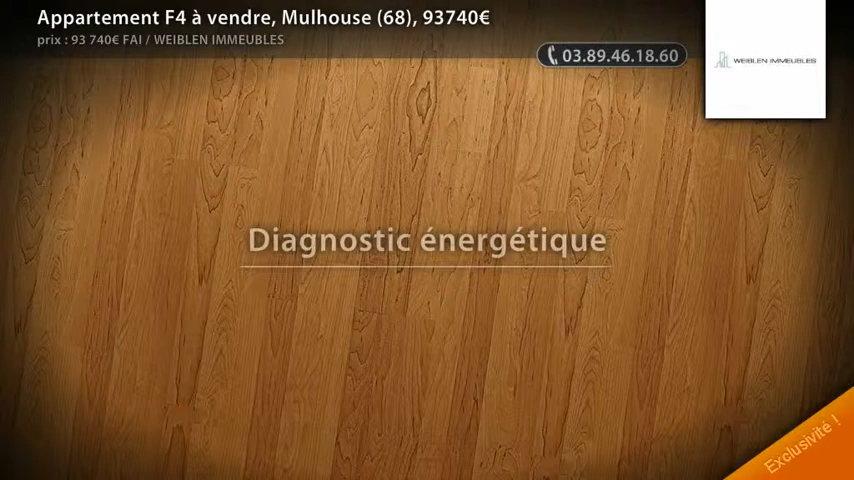 Appartement F4 à vendre, Mulhouse (68), 93740€
prix : 93 740€ FAI / WEIBLEN IMMEUBLES
03.89.46.18.60
WEIBLEN IMMEUBLES
Diagnostic énergétique
Exclusivité !